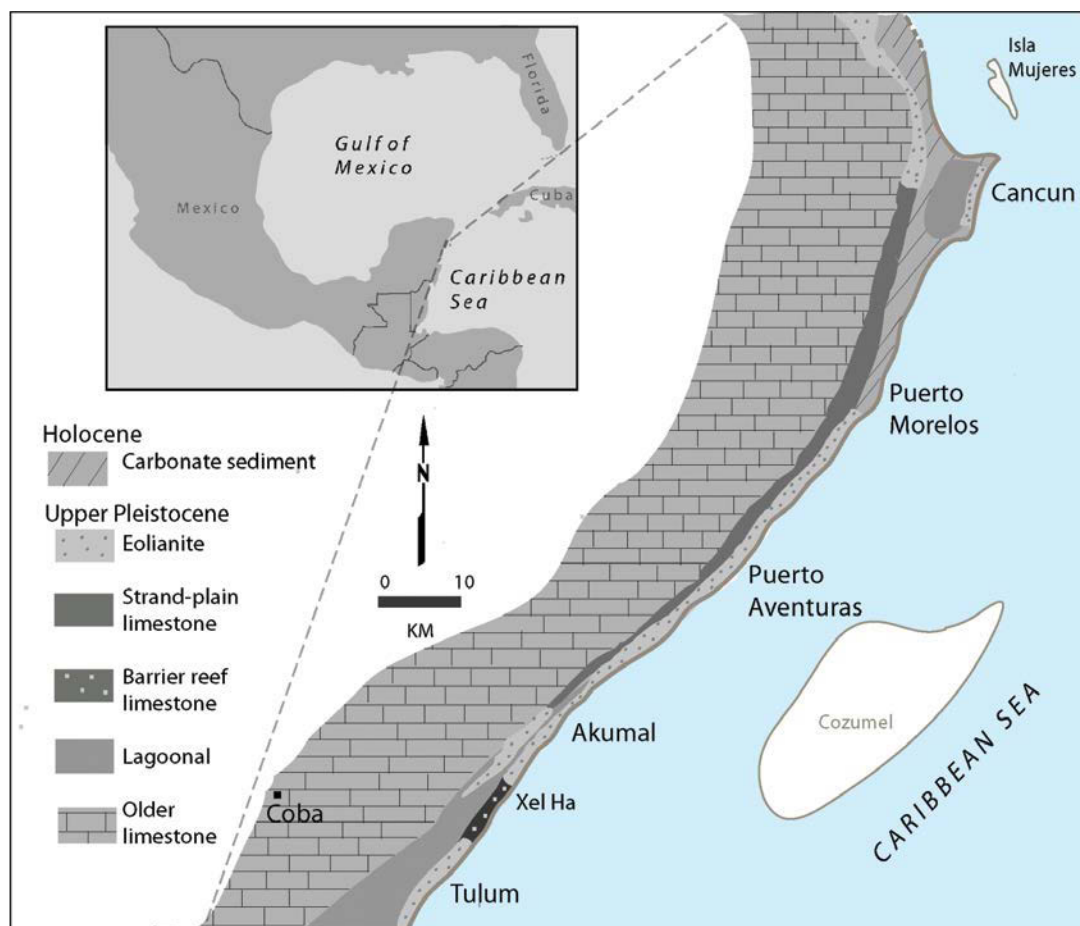 Florida
Gulf of
Mexico
Mexico
Cuba
Caribbean
Sea
Isla
Mujeres
Cancun
Puerto
Morelos
Puerto
Aventuras
Akumal
Xel Ha
Tulum
Coba
Cozumel
CARIBBEAN SEA
N
0 10
KM
Holocene
Carbonate sediment
Upper Pleistocene
Eolianite
Strand-plain
limestone
Barrier reef
limestone
Lagoonal
Older
limestone